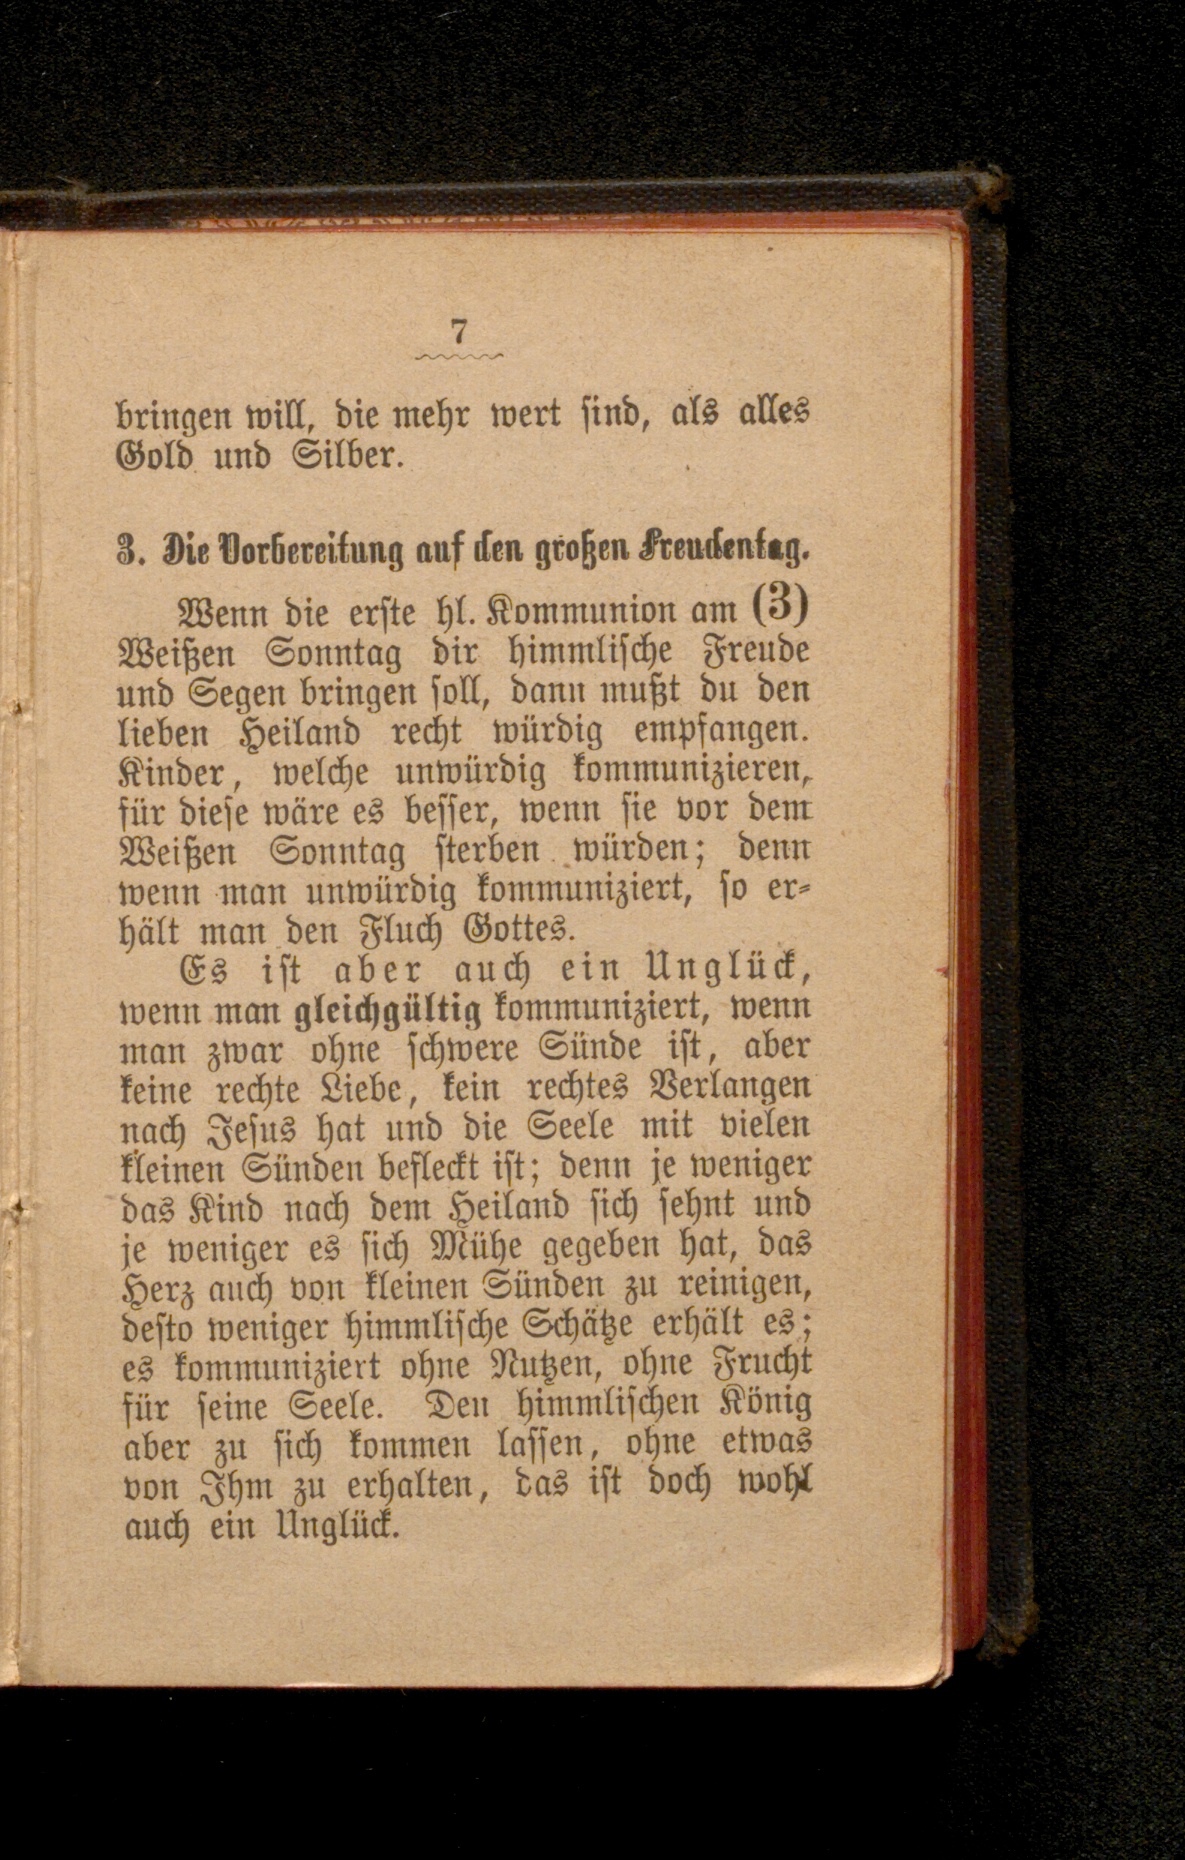 7
bringen will, die mehr wert sind, als alles
Gold und Silber.
3. Die Vorbereitung auf den großen Freudentag.
Wenn die erste hl. Kommunion am (3)
Weißen Sonntag dir himmlische Freude
und Segen bringen soll, dann mußt du den
lieben Heiland recht würdig empfangen.
Kinder, welche unwürdig kommunizieren,
für diese wäre es besser, wenn sie vor dem
Weißen Sonntag sterben würden; denn
wenn man unwürdig kommuniziert, so er-
hält man den Fluch Gottes.
Es ist aber auch ein Unglück,
wenn man gleichgültig kommuniziert, wenn
man zwar ohne schwere Sünde ist, aber
keine rechte Liebe, kein rechtes Verlangen
nach Jesus hat und die Seele mit vielen
kleinen Sünden befleckt ist; denn je weniger
das Kind nach dem Heiland sich sehnt und
je weniger es sich Mühe gegeben hat, das
Herz auch von kleinen Sünden zu reinigen,
desto weniger himmlische Schätze erhält es;
es kommuniziert ohne Nutzen, ohne Frucht
für seine Seele. Den himmlischen König
aber zu sich kommen lassen, ohne etwas
von Ihm zu erhalten, das ist doch wohl
auch ein Unglück.